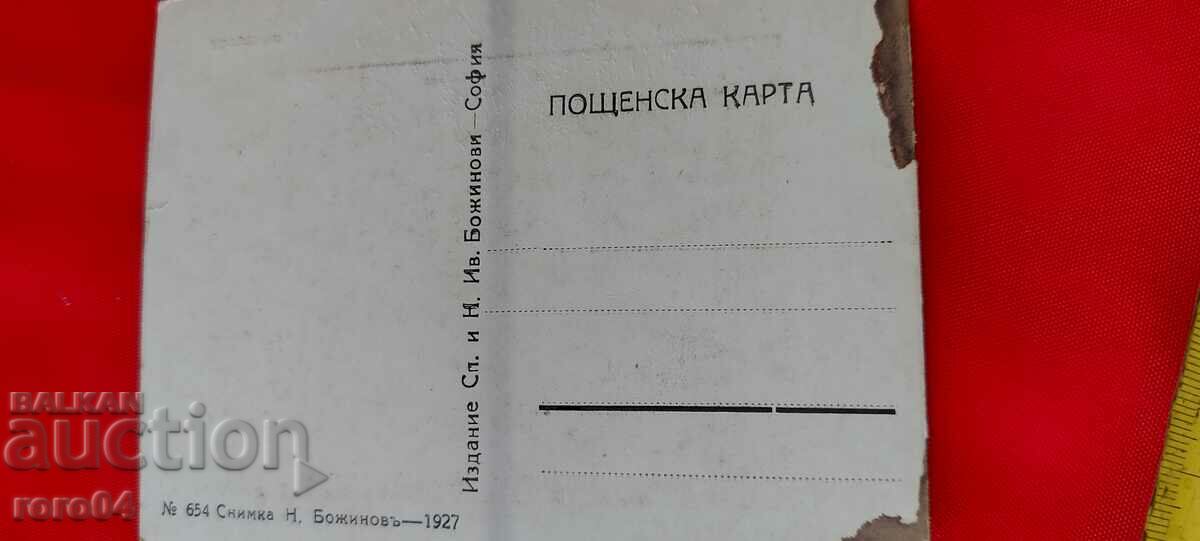 ПОЩЕНСКА КАРТА
Издание Сп. и Н. Ив. Божинови — София
№ 654 Снимка Н. Божиновъ—1927
BALKAN
auction
roro04